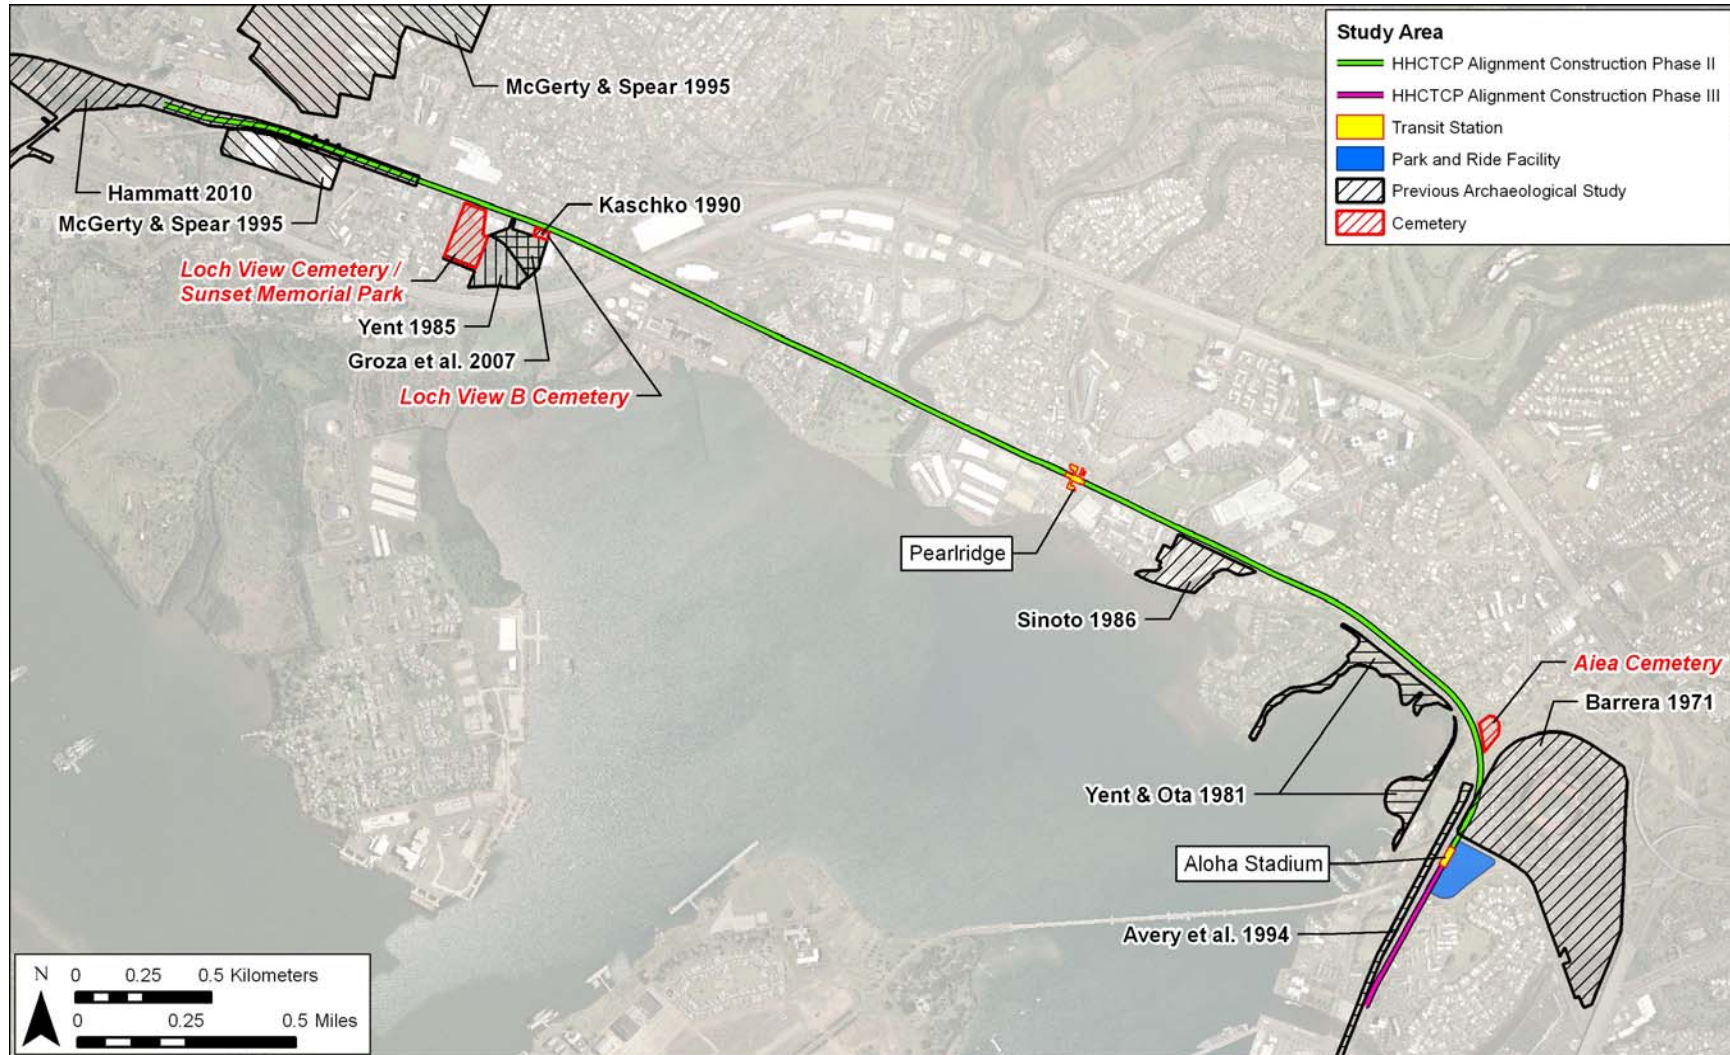 Study Area
HHCTCP Alignment Construction Phase II
HHCTCP Alignment Construction Phase III
Transit Station
Park and Ride Facility
Previous Archaeological Study
Cemetery
McGerty & Spear 1995
Hammatt 2010
McGerty & Spear 1995
Kaschko 1990
Loch View Cemetery /
Sunset Memorial Park
Yent 1985
Groza et al. 2007
Loch View B Cemetery
Pearlridge
Sinoto 1986
Aiea Cemetery
Barrera 1971
Yent & Ota 1981
Aloha Stadium
Avery et al. 1994
N
0 0.25 0.5 Kilometers
0 0.25 0.5 Miles